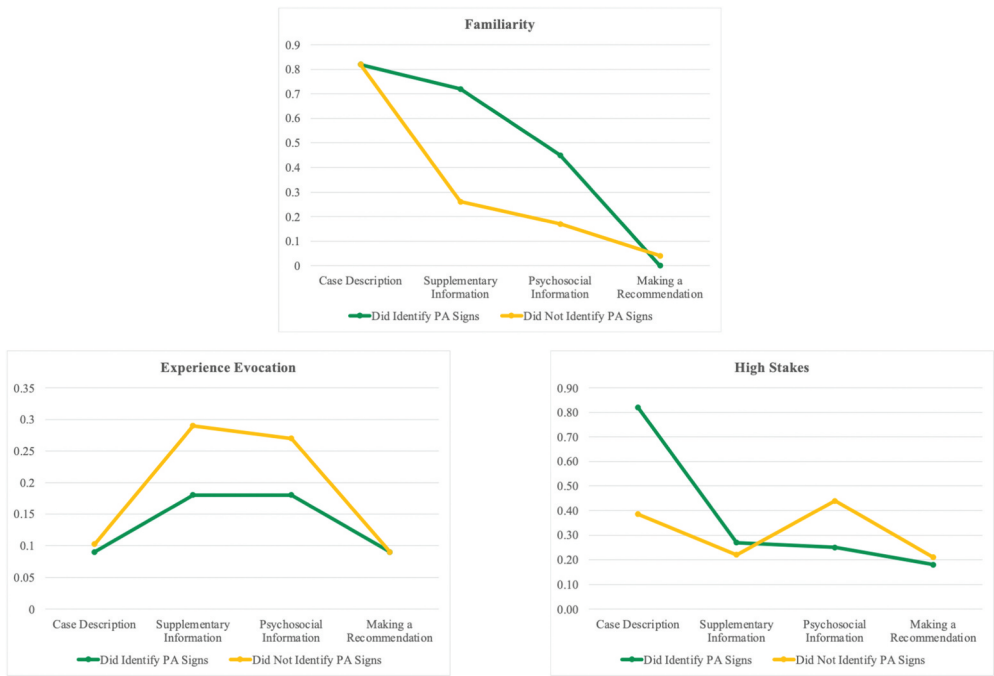 Familiarity
0.9
0.8
0.7
0.6
0.5
0.4
0.3
0.2
0.1
0
Case Description
Supplementary
Information
Psychosocial
Information
Making a
Recommendation
Did Identify PA Signs
Did Not Identify PA Signs
Experience Evocation
0.35
0.3
0.25
0.2
0.15
0.1
0.05
0
Case Description
Supplementary
Information
Psychosocial
Information
Making a
Recommendation
Did Identify PA Signs
Did Not Identify PA Signs
High Stakes
0.90
0.80
0.70
0.60
0.50
0.40
0.30
0.20
0.10
0.00
Case Description
Supplementary
Information
Psychosocial
Information
Making a
Recommendation
Did Identify PA Signs
Did Not Identify PA Signs